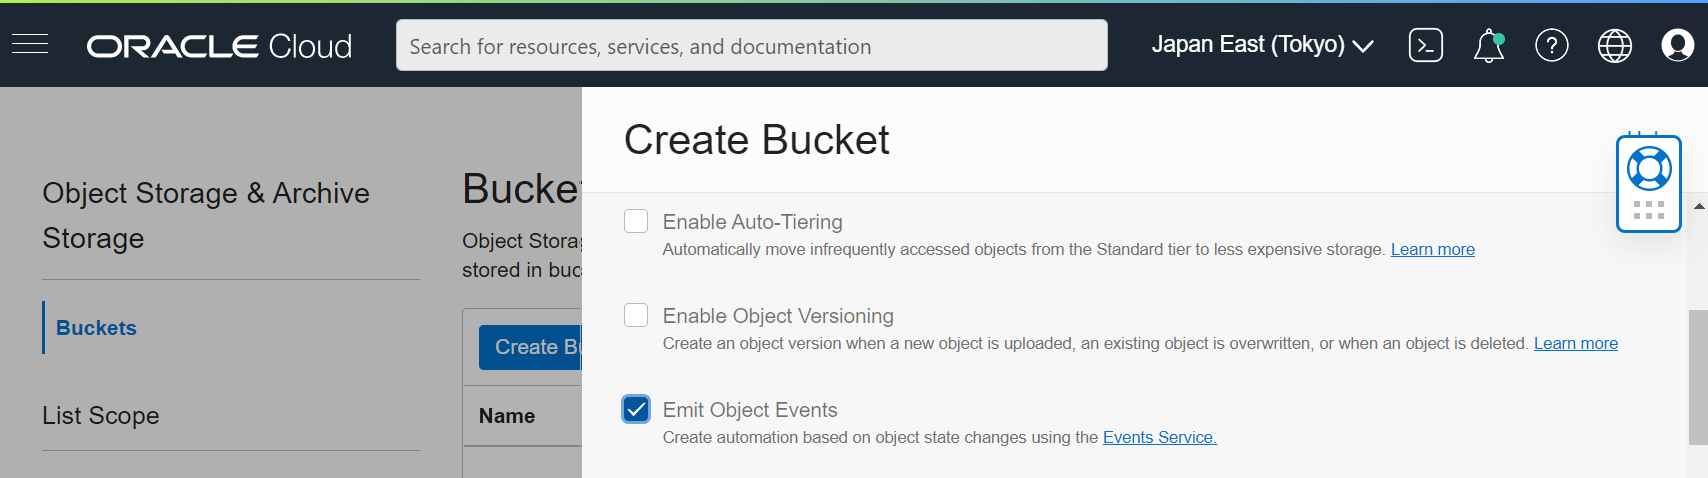 ORACLE Cloud
Search for resources, services, and documentation
Japan East (Tokyo)
Object Storage & Archive
Storage
Buckets
List Scope
Bucket
Object Stora
stored in buc
Create Bu
Name
Create Bucket
Enable Auto-Tiering
Automatically move infrequently accessed objects from the Standard tier to less expensive storage. Learn more
Enable Object Versioning
Create an object version when a new object is uploaded, an existing object is overwritten, or when an object is deleted. Learn more
Emit Object Events
Create automation based on object state changes using the Events Service.